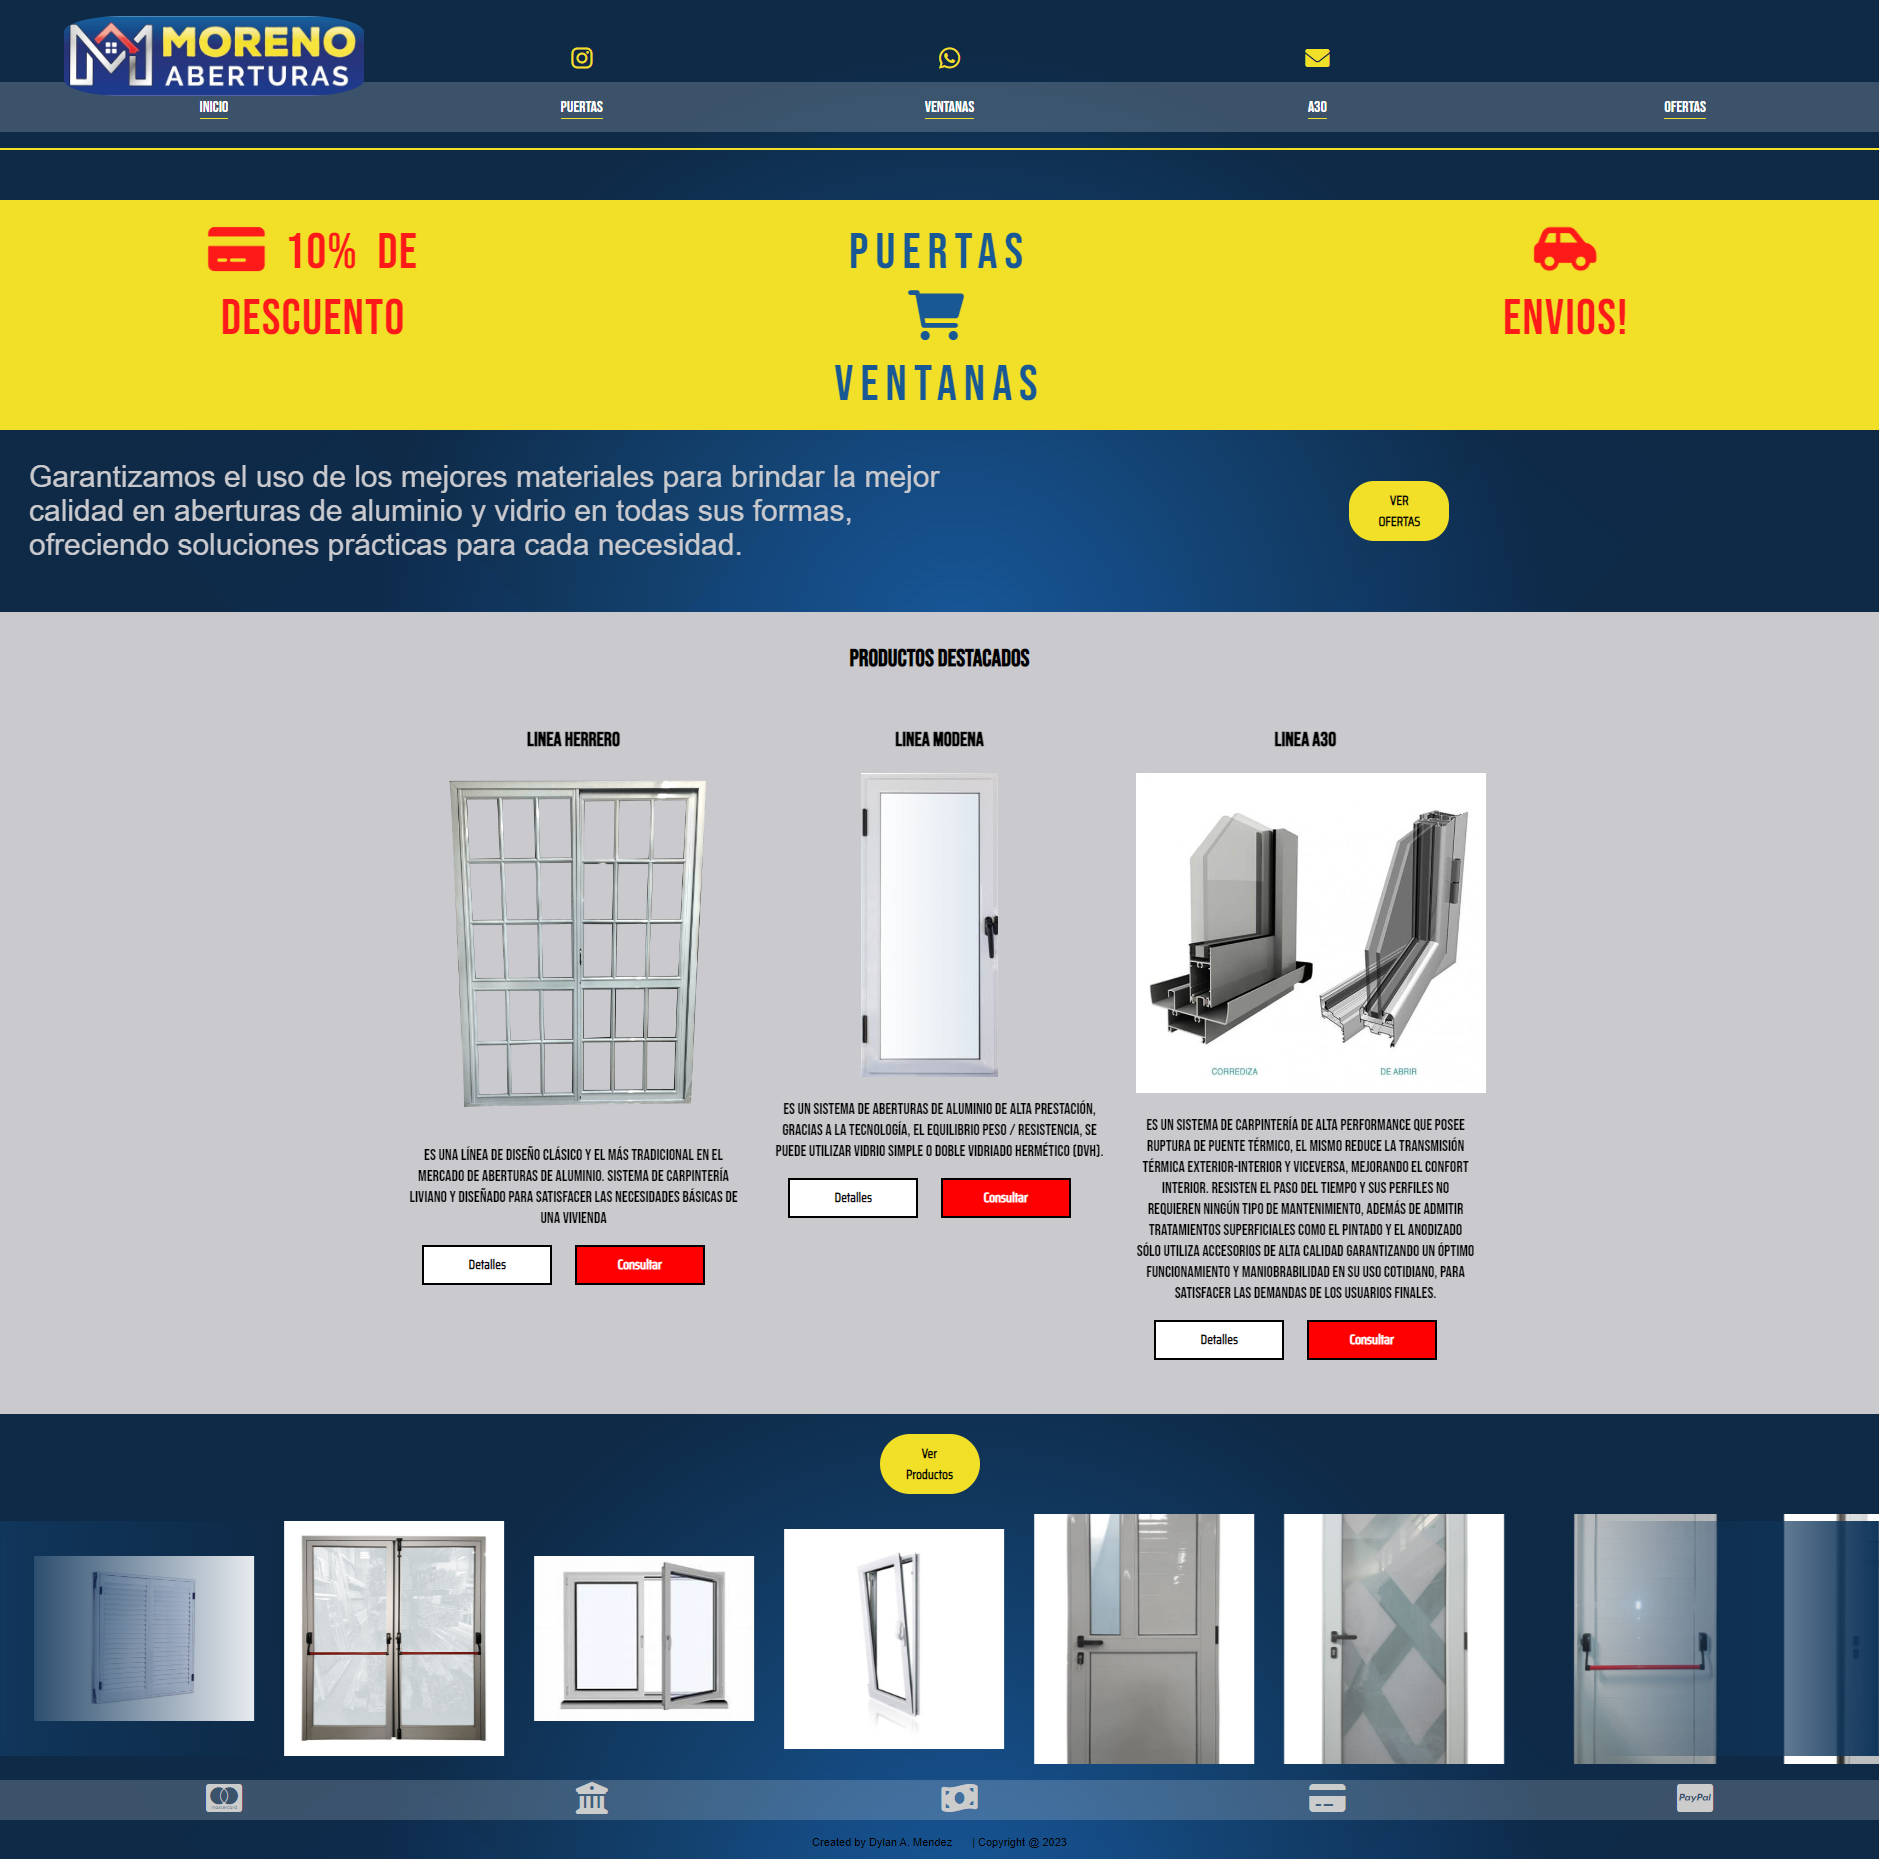 MORENO
ABERTURAS
INICIO
PUERTAS
VENTANAS
A30
OFERTAS
10% DE
DESCUENTO
PUERTAS
VENTANAS
ENVIOS!
Garantizamos el uso de los mejores materiales para brindar la mejor
calidad en aberturas de aluminio y vidrio en todas sus formas,
ofreciendo soluciones prácticas para cada necesidad.
VER
OFERTAS
PRODUCTOS DESTACADOS
LINEA HERRERO
ES UNA LÍNEA DE DISEÑO CLÁSICO Y EL MÁS TRADICIONAL EN EL
MERCADO DE ABERTURAS DE ALUMINIO. SISTEMA DE CARPINTERÍA
LIVIANO Y DISEÑADO PARA SATISFACER LAS NECESIDADES BÁSICAS DE
UNA VIVIENDA
Detalles
Consultar
LINEA MODENA
ES UN SISTEMA DE ABERTURAS DE ALUMINIO DE ALTA PRESTACIÓN,
GRACIAS A LA TECNOLOGÍA, EL EQUILIBRIO PESO / RESISTENCIA, SE
PUEDE UTILIZAR VIDRIO SIMPLE O DOBLE VIDRIADO HERMÉTICO (DVH).
Detalles
Consultar
LINEA A30
CORREDIZA
DE ABRIR
ES UN SISTEMA DE CARPINTERÍA DE ALTA PERFORMANCE QUE POSEE
RUPTURA DE PUENTE TÉRMICO, EL MISMO REDUCE LA TRANSMISIÓN
TÉRMICA EXTERIOR-INTERIOR Y VICEVERSA, MEJORANDO EL CONFORT
INTERIOR. RESISTEN EL PASO DEL TIEMPO Y SUS PERFILES NO
REQUIEREN NINGÚN TIPO DE MANTENIMIENTO, ADEMÁS DE ADMITIR
TRATAMIENTOS SUPERFICIALES COMO EL PINTADO Y EL ANODIZADO
SÓLO UTILIZA ACCESORIOS DE ALTA CALIDAD GARANTIZANDO UN ÓPTIMO
FUNCIONAMIENTO Y MANIOBRABILIDAD EN SU USO COTIDIANO, PARA
SATISFACER LAS DEMANDAS DE LOS USUARIOS FINALES.
Detalles
Consultar
Ver
Productos
mastercard
PayPal
Created by Dylan A. Mendez | Copyright @ 2023